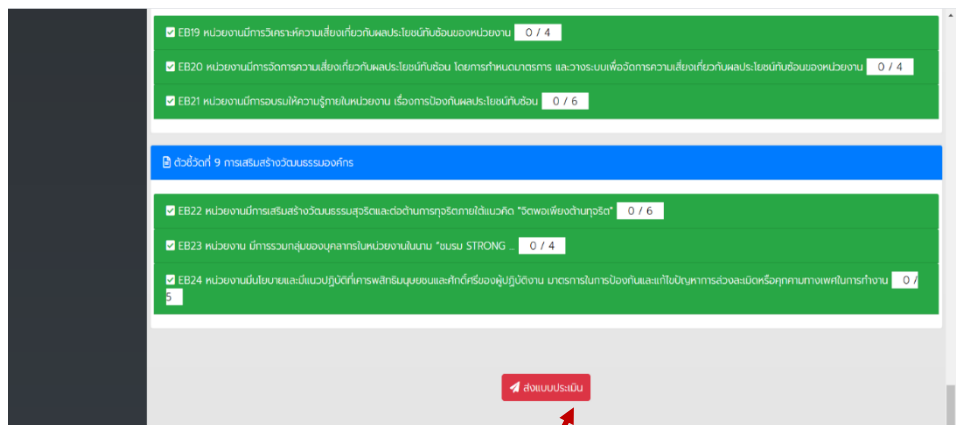 EB19 หน่วยงานมีการวิเคราะห์ความเสี่ยงเกี่ยวกับผลประโยชน์ทับซ้อนของหน่วยงาน 0 / 4
EB20 หน่วยงานมีการจัดการความเสี่ยงเกี่ยวกับผลประโยชน์ทับซ้อน โดยการกำหนดมาตรการ และวางระบบเพื่อจัดการความเสี่ยงเกี่ยวกับผลประโยชน์ทับซ้อนของหน่วยงาน 0 / 4
EB21 หน่วยงานมีการอบรมให้ความรู้ภายในหน่วยงาน เรื่องการป้องกันผลประโยชน์ทับซ้อน 0 / 6
ตัวชี้วัดที่ 9 การเสริมสร้างวัฒนธรรมองค์กร
EB22 หน่วยงานมีการเสริมสร้างวัฒนธรรมสุจริตและต่อต้านการทุจริตภายใต้แนวคิด "จิตพอเพียงต้านทุจริต" 0 / 6
EB23 หน่วยงาน มีการรวมกลุ่มของบุคลากรในหน่วยงานในนาม "ชมรม STRONG ... 0 / 4
EB24 หน่วยงานมีนโยบายและมีแนวปฏิบัติที่เคารพสิทธิมนุษยชนและศักดิ์ศรีของผู้ปฏิบัติงาน มาตรการในการป้องกันและแก้ไขปัญหาการล่วงละเมิดหรือคุกคามทางเพศในการทำงาน 0 /
5
ส่งแบบประเมิน